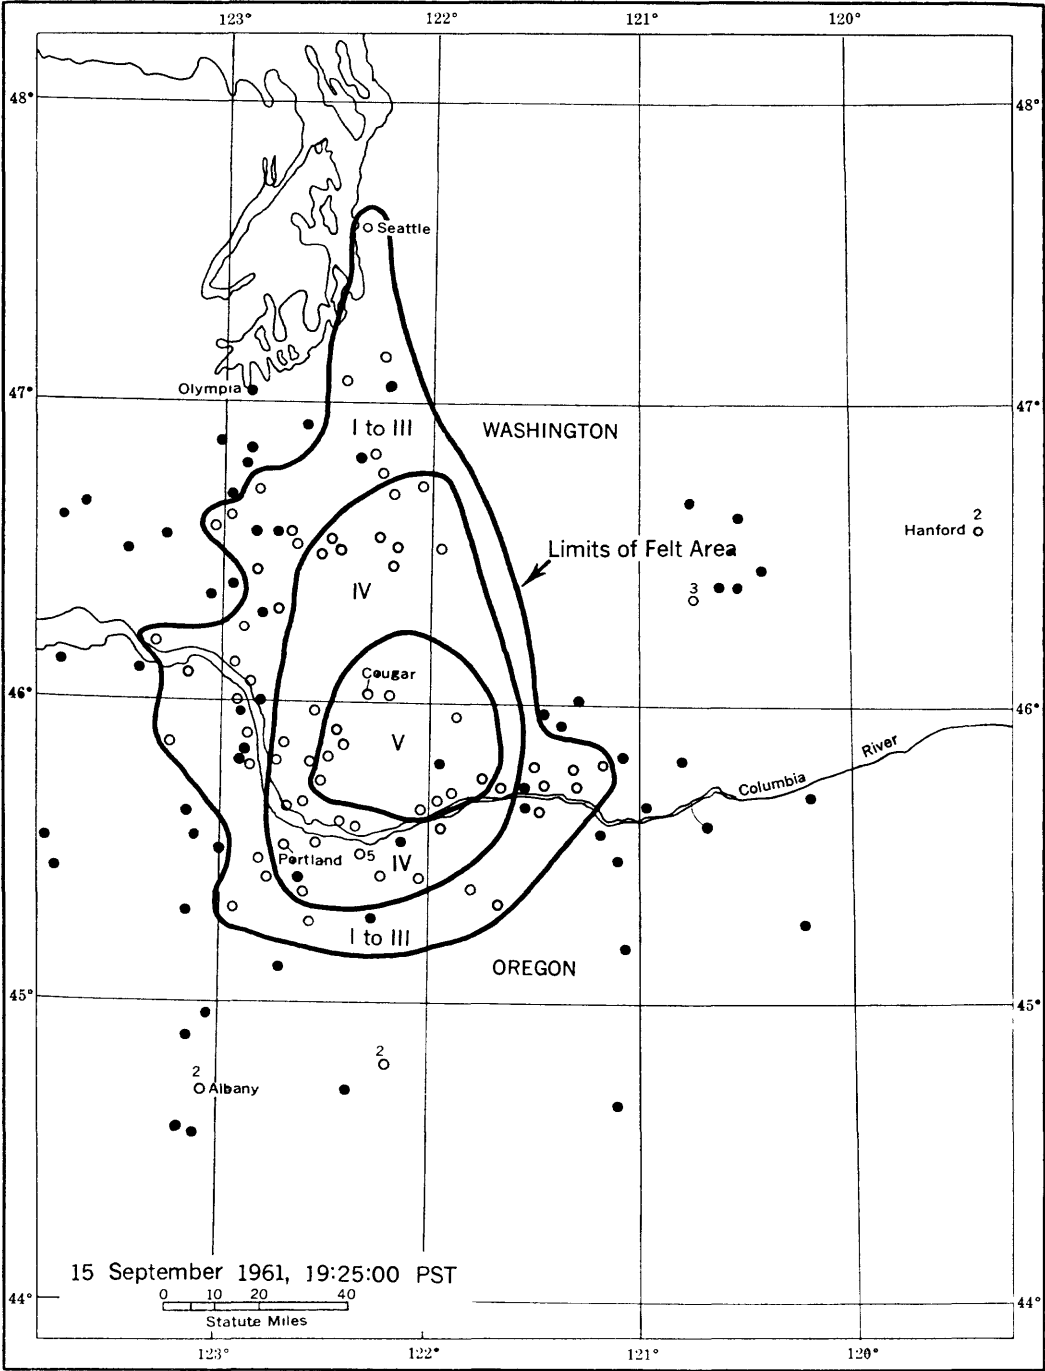 123° 122° 121° 120°
48° 48°
Seattle
Olympia
47° 47°
I to III WASHINGTON
2
Hanford
Limits of Felt Area
3
IV
Cougar
46° 46°
V
River
Columbia
Portland 5
IV
I to III
OREGON
45° 45°
2
2
Albany
15 September 1961, 19:25:00 PST
0 10 20 40
Statute Miles
44° 44°
123° 122° 121° 120°